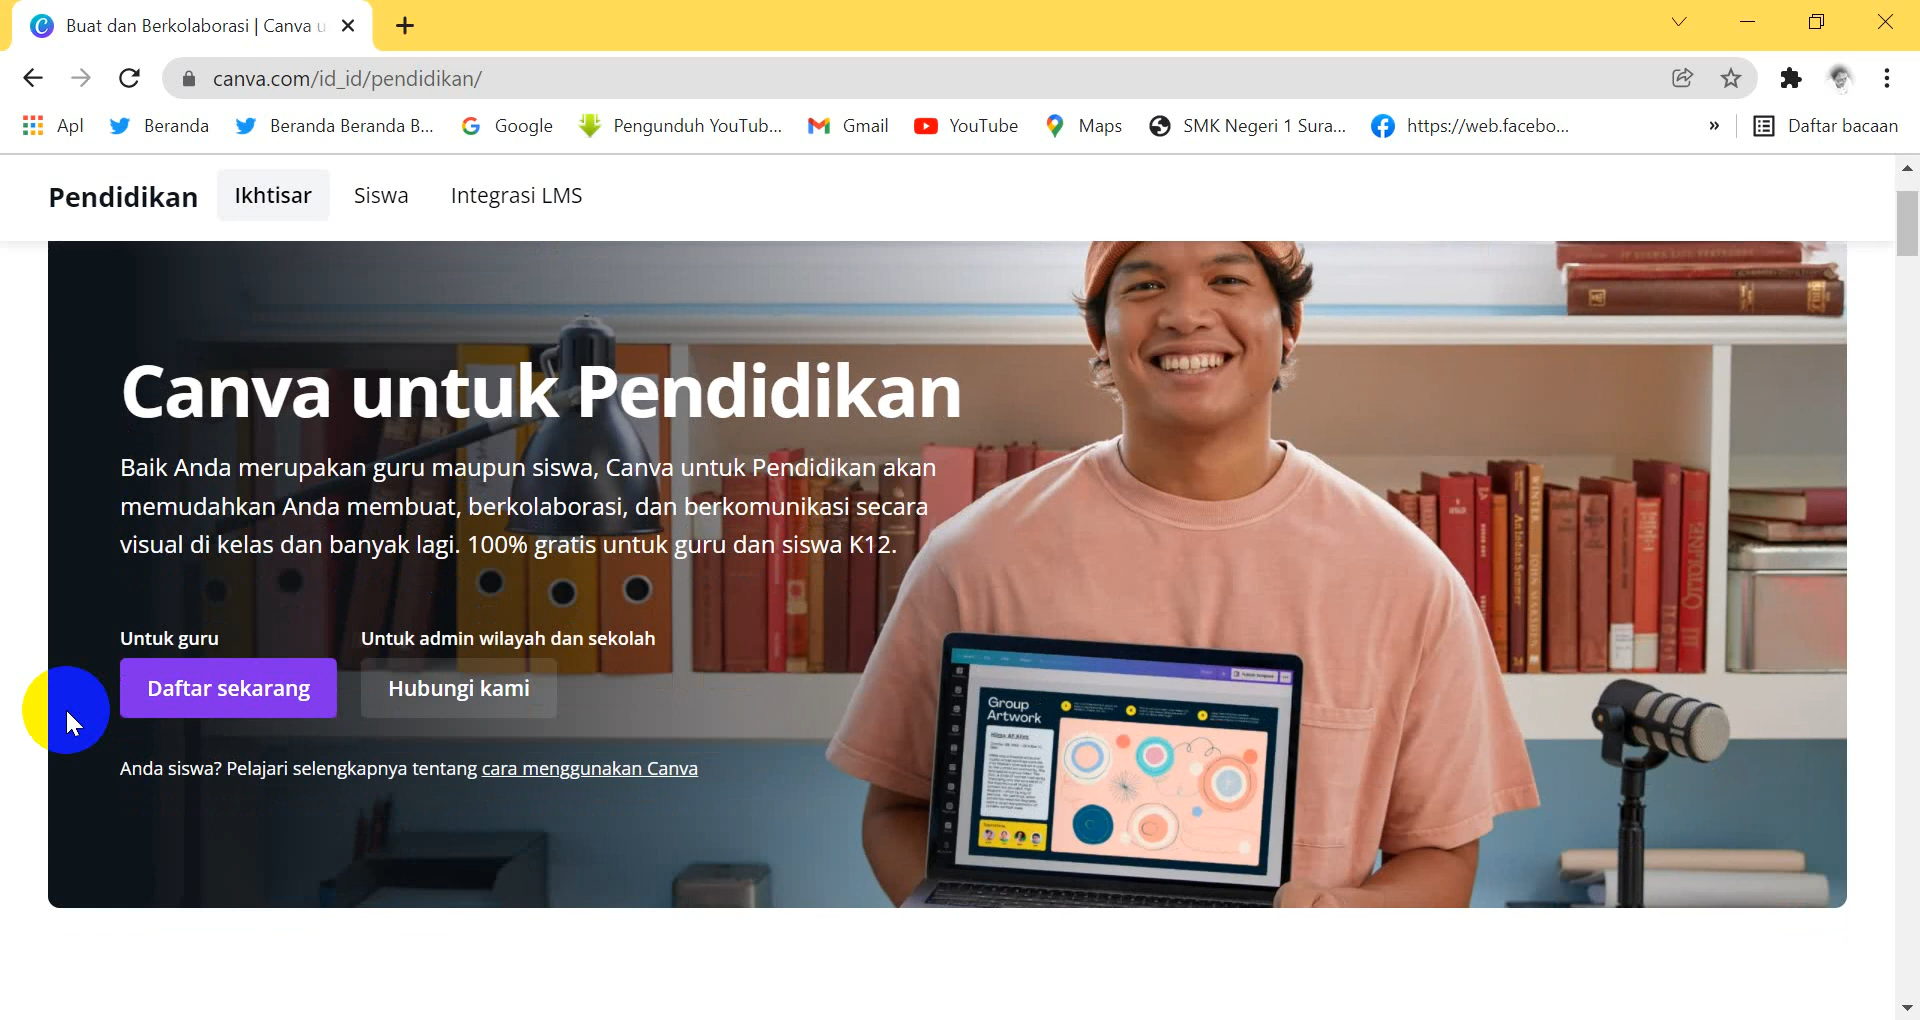 Buat dan Berkolaborasi | Canva u
canva.com/id_id/pendidikan/
Apl
Beranda
Beranda Beranda B...
Google
Pengunduh YouTub...
Gmail
YouTube
Maps
SMK Negeri 1 Sura...
https://web.facebo...
»
Daftar bacaan
Pendidikan
Ikhtisar
Siswa
Integrasi LMS
Canva untuk Pendidikan
Baik Anda merupakan guru maupun siswa, Canva untuk Pendidikan akan
memudahkan Anda membuat, berkolaborasi, dan berkomunikasi secara
visual di kelas dan banyak lagi. 100% gratis untuk guru dan siswa K12.
Untuk guru
Untuk admin wilayah dan sekolah
Daftar sekarang
Hubungi kami
Anda siswa? Pelajari selengkapnya tentang cara menggunakan Canva
Group
Artwork